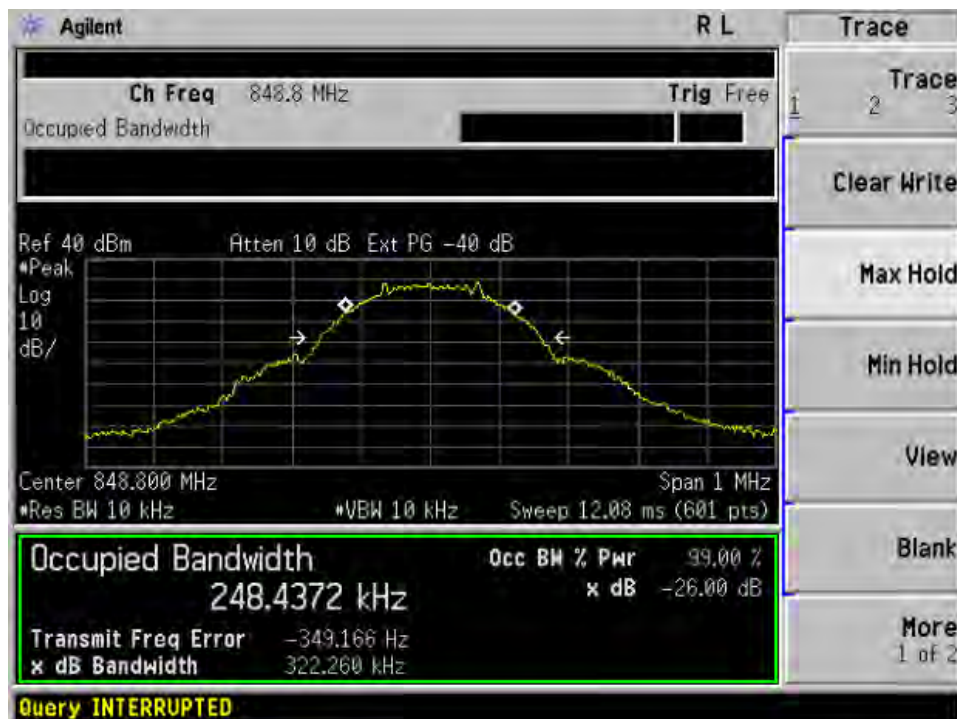 Agilent R L Trace
Ch Freq 848.8 MHz Trig Free
Occupied Bandwidth
Trace
1 2 3
Clear Write
Ref 40 dBm Atten 10 dB Ext PG -40 dB
#Peak
Log
10
dB/
Max Hold
Min Hold
View
Center 848.800 MHz Span 1 MHz
#Res BW 10 kHz #VBW 10 kHz Sweep 12.08 ms (601 pts)
Occupied Bandwidth Occ BW % Pwr 99.00 %
248.4372 kHz x dB -26.00 dB
Transmit Freq Error -349.166 Hz
x dB Bandwidth 322.260 kHz
Blank
More
1 of 2
Query INTERRUPTED